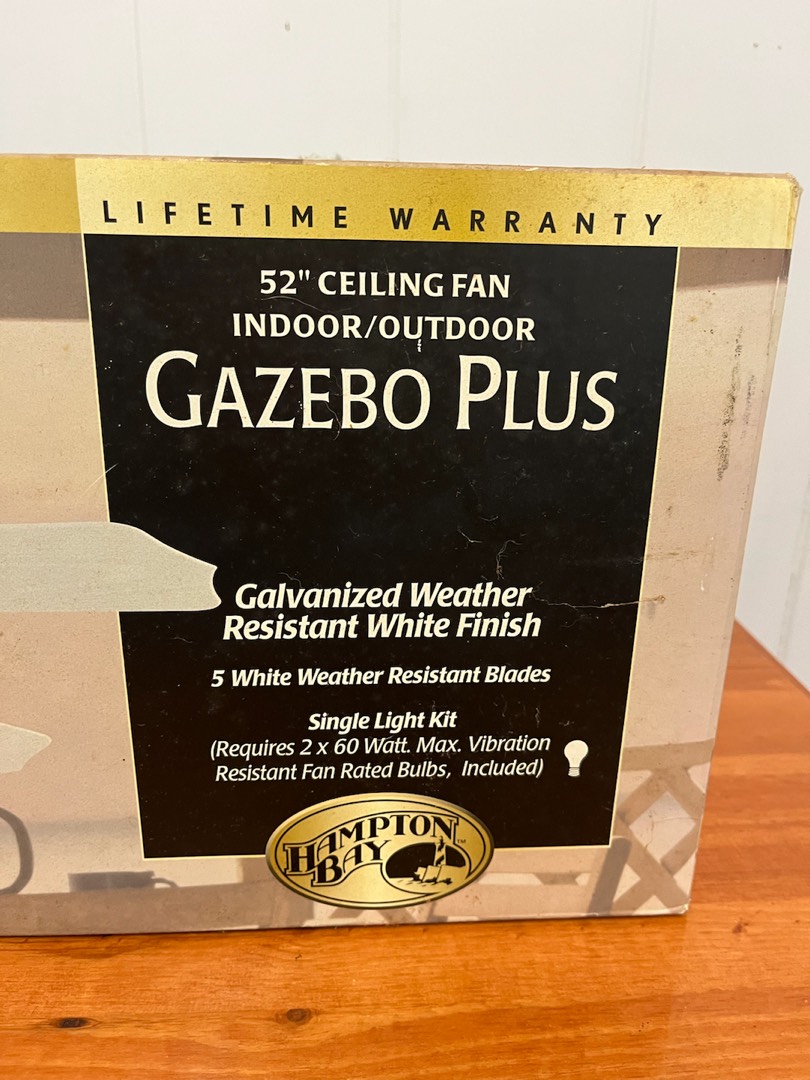 LIFETIME WARRANTY
52" CEILING FAN
INDOOR/OUTDOOR
GAZEBO PLUS
Galvanized Weather
Resistant White Finish
5 White Weather Resistant Blades
Single Light Kit
(Requires 2 x 60 Watt. Max. Vibration
Resistant Fan Rated Bulbs, Included)
HAMPTON
BAY™